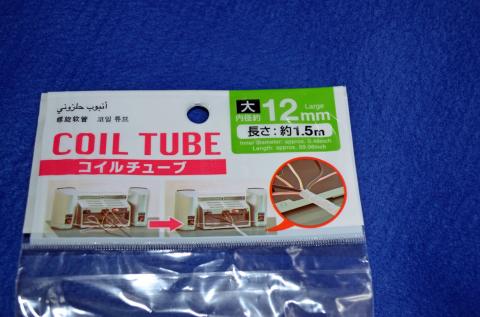 أنبوب حلزوني
螺旋软管 코일 튜브
COIL TUBE
コイルチューブ
大
内径約
12mm
Large
長さ:約1.5m
Inner Diameter: approx. 0.48inch
Length: approx. 59.06inch